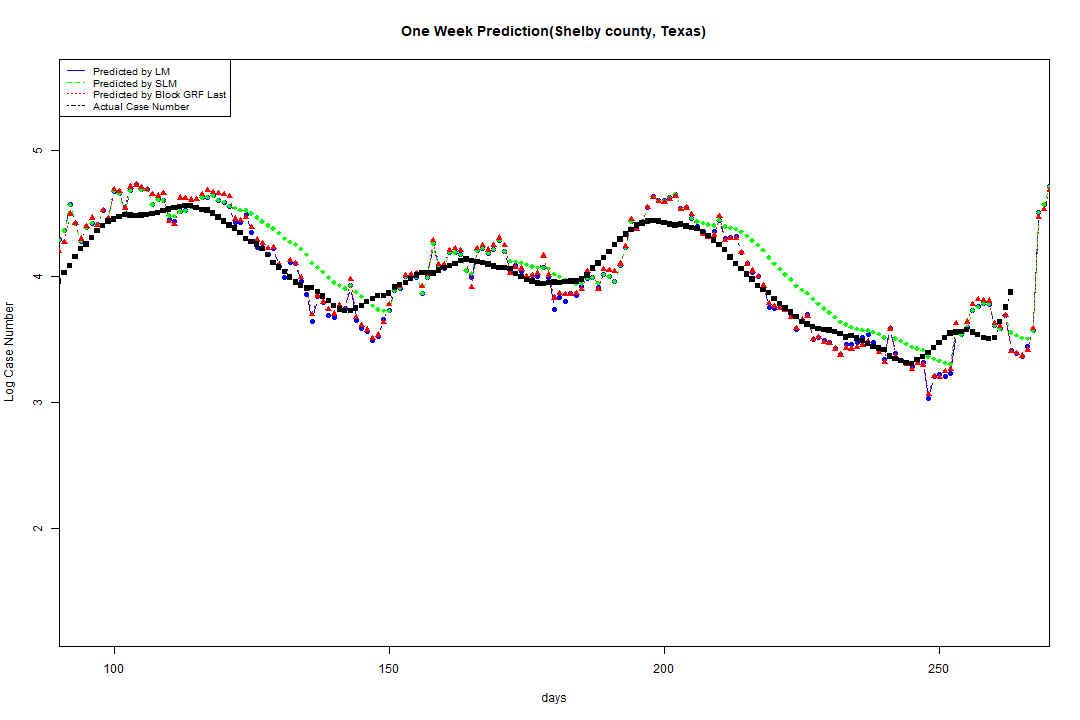 One Week Prediction(Shelby county, Texas)
Predicted by LM
Predicted by SLM
Predicted by Block GRF Last
Actual Case Number
5
4
3
2
Log Case Number
100 150 200 250
days